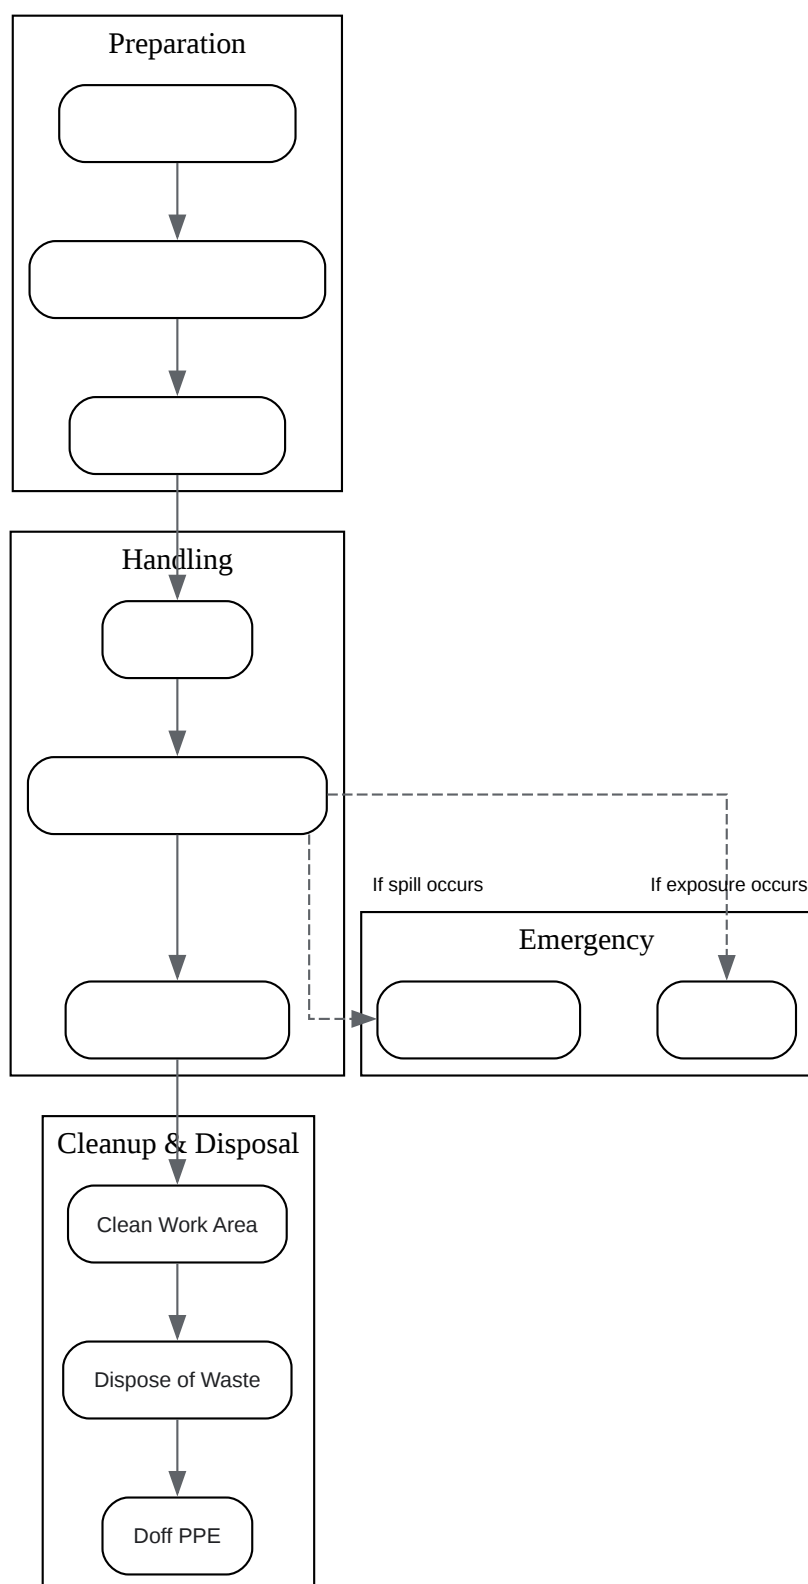 Preparation
Handling
If spill occurs
If exposure occurs
Emergency
Cleanup & Disposal
Clean Work Area
Dispose of Waste
Doff PPE